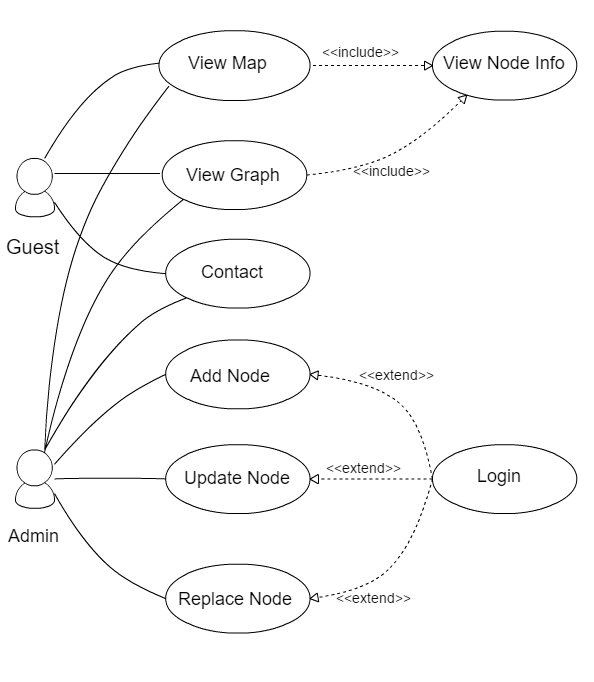 View Map
<<include>>
View Node Info
View Graph
<<include>>
Guest
Contact
Add Node
<<extend>>
Update Node
<<extend>>
Login
Admin
Replace Node
<<extend>>